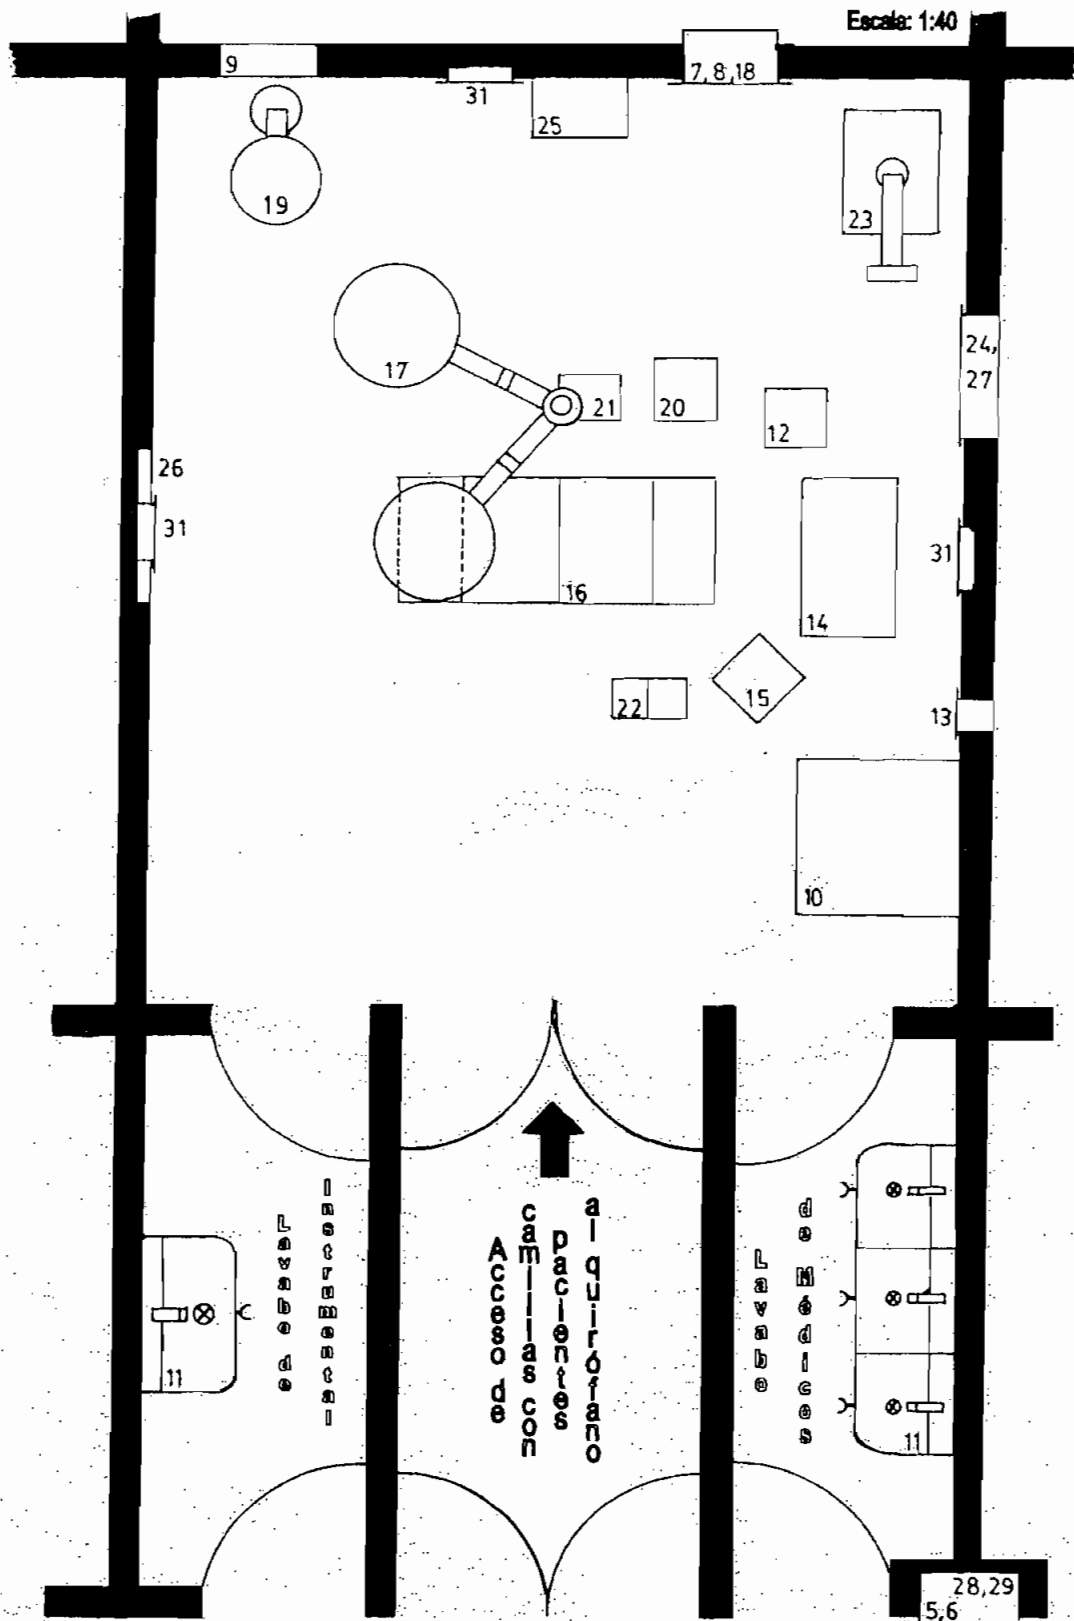 Escala: 1:40
9
31
25
7, 8, 18
19
23
17
24,
27
21
20
12
26
31
31
16
14
15
22
13
10
Lavabo de
Instrumental
11
Acceso de
camillas con
pacientes
al quirófano
Lavabo
de Médicos
11
28,29
5,6